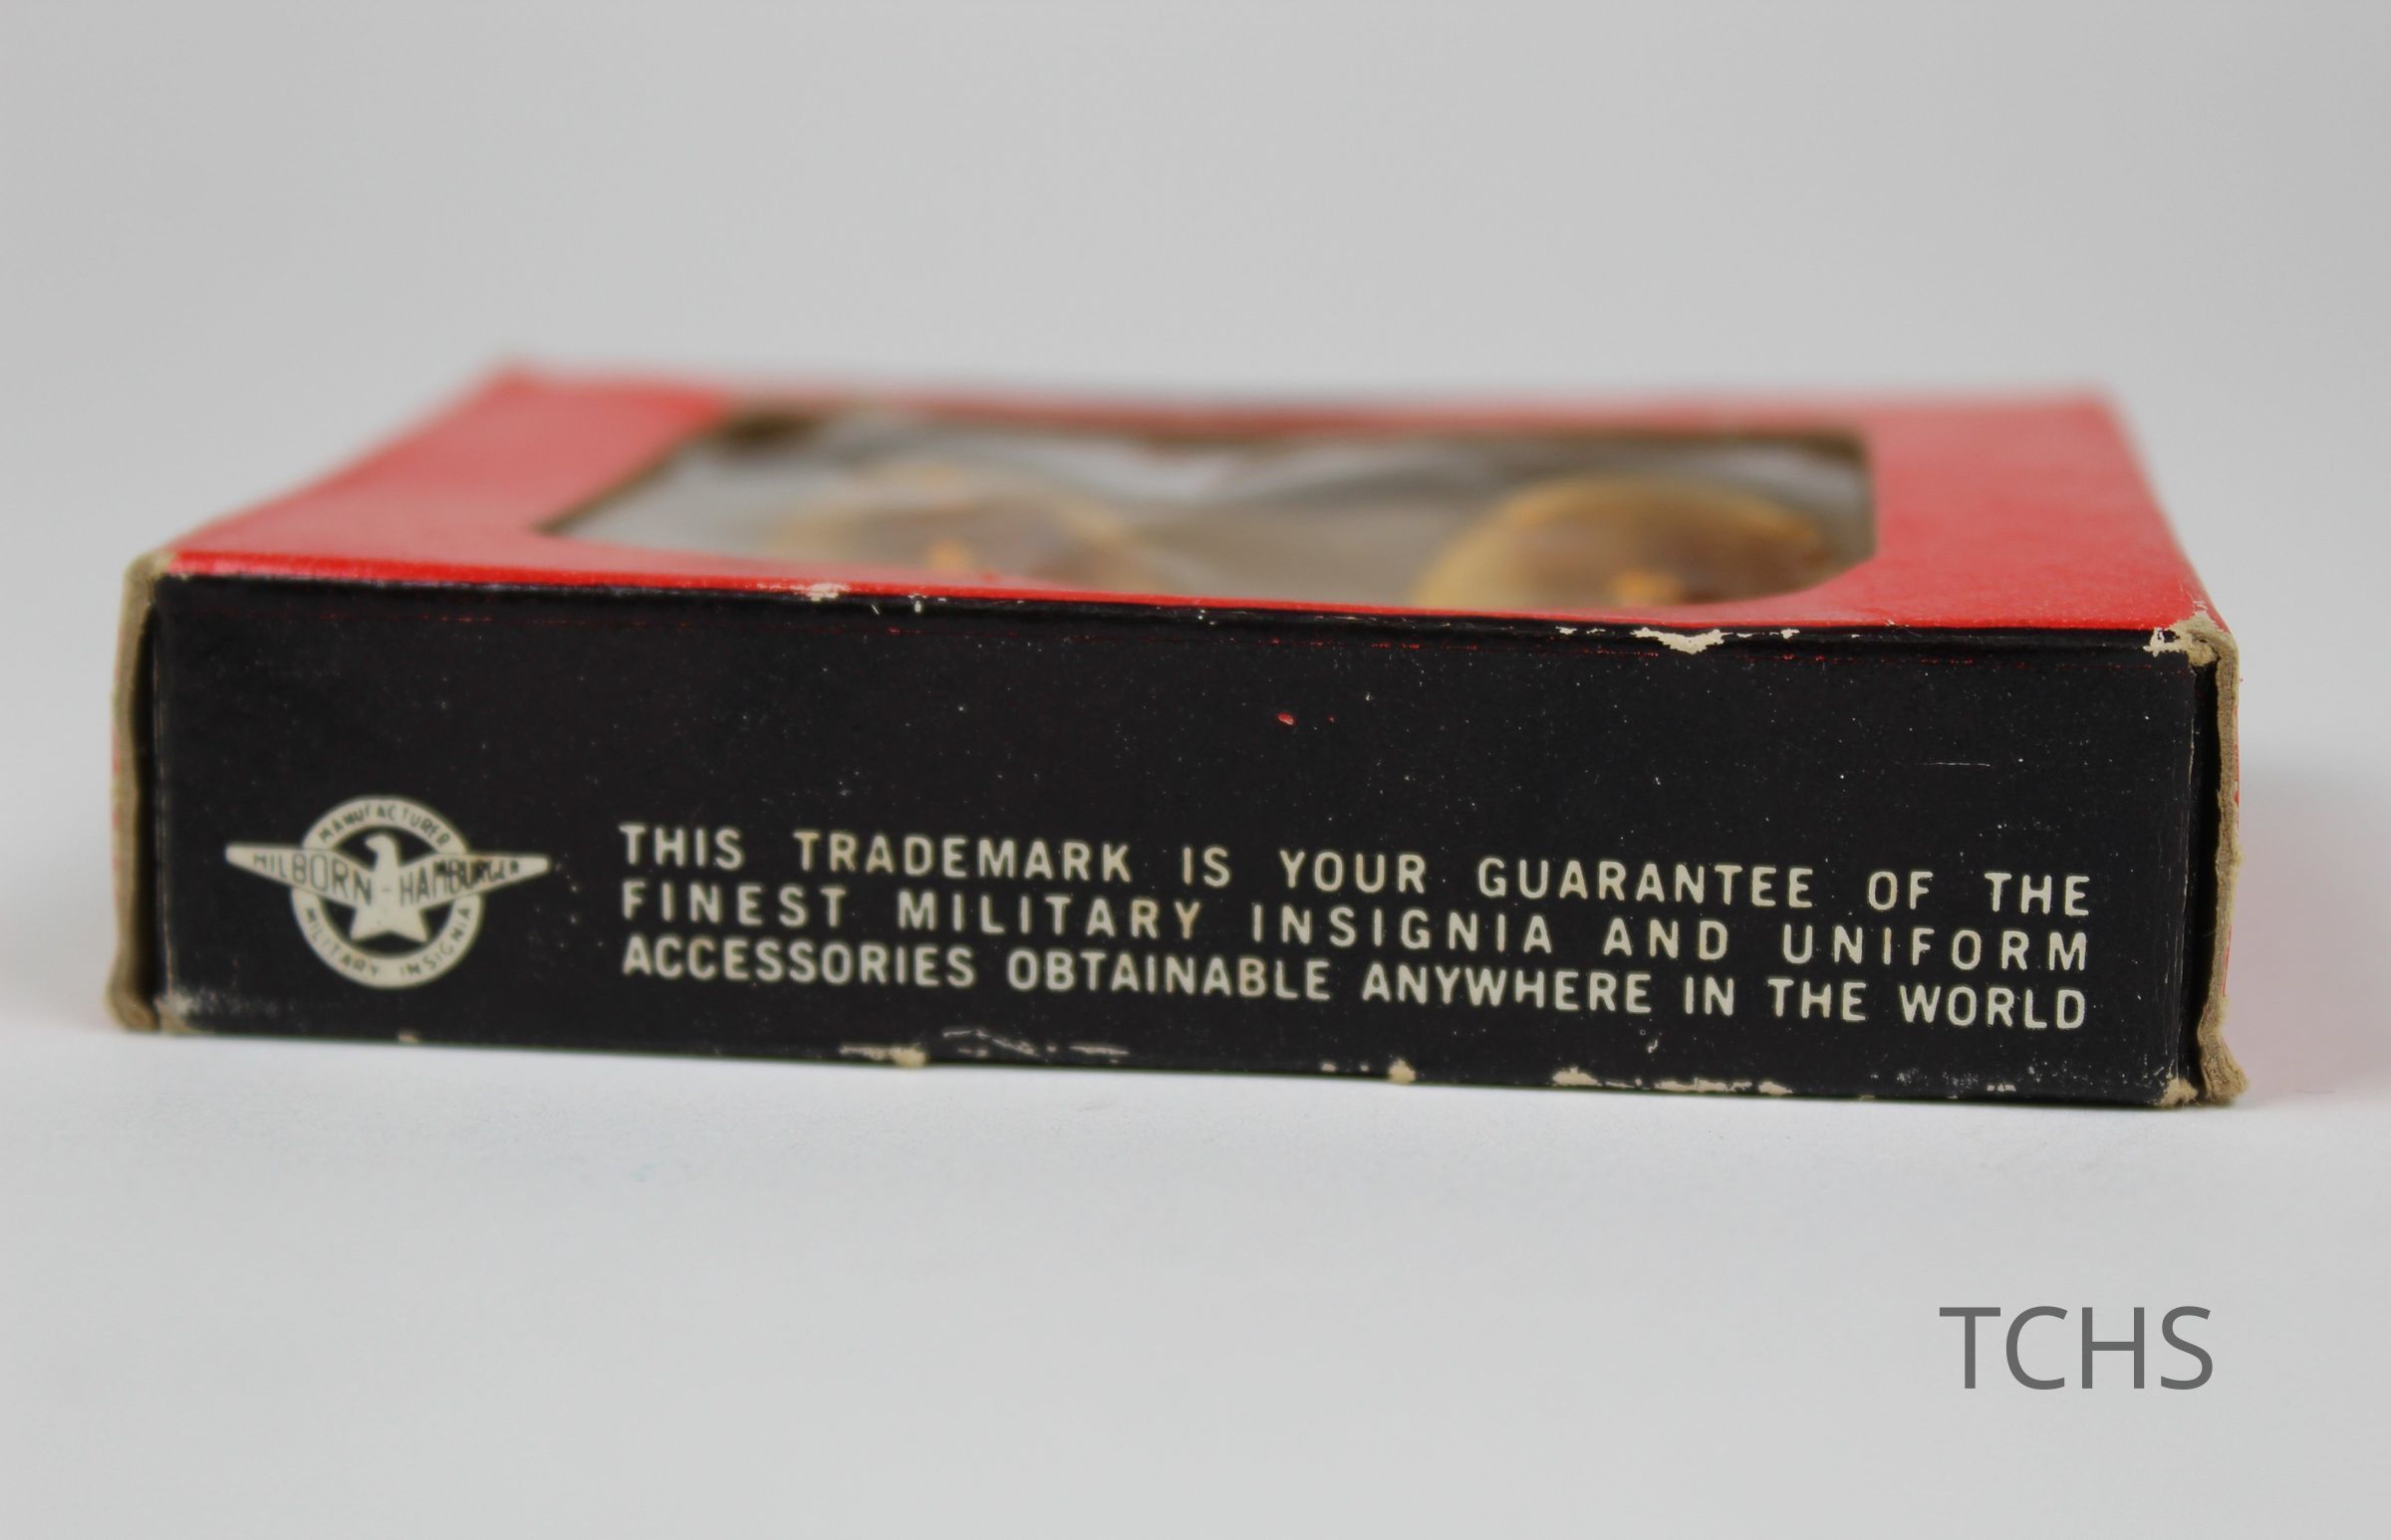 MANUFACTURER
HILBORN - HAMBURGER
MILITARY INSIGNIA
THIS TRADEMARK IS YOUR GUARANTEE OF THE
FINEST MILITARY INSIGNIA AND UNIFORM
ACCESSORIES OBTAINABLE ANYWHERE IN THE WORLD
TCHS